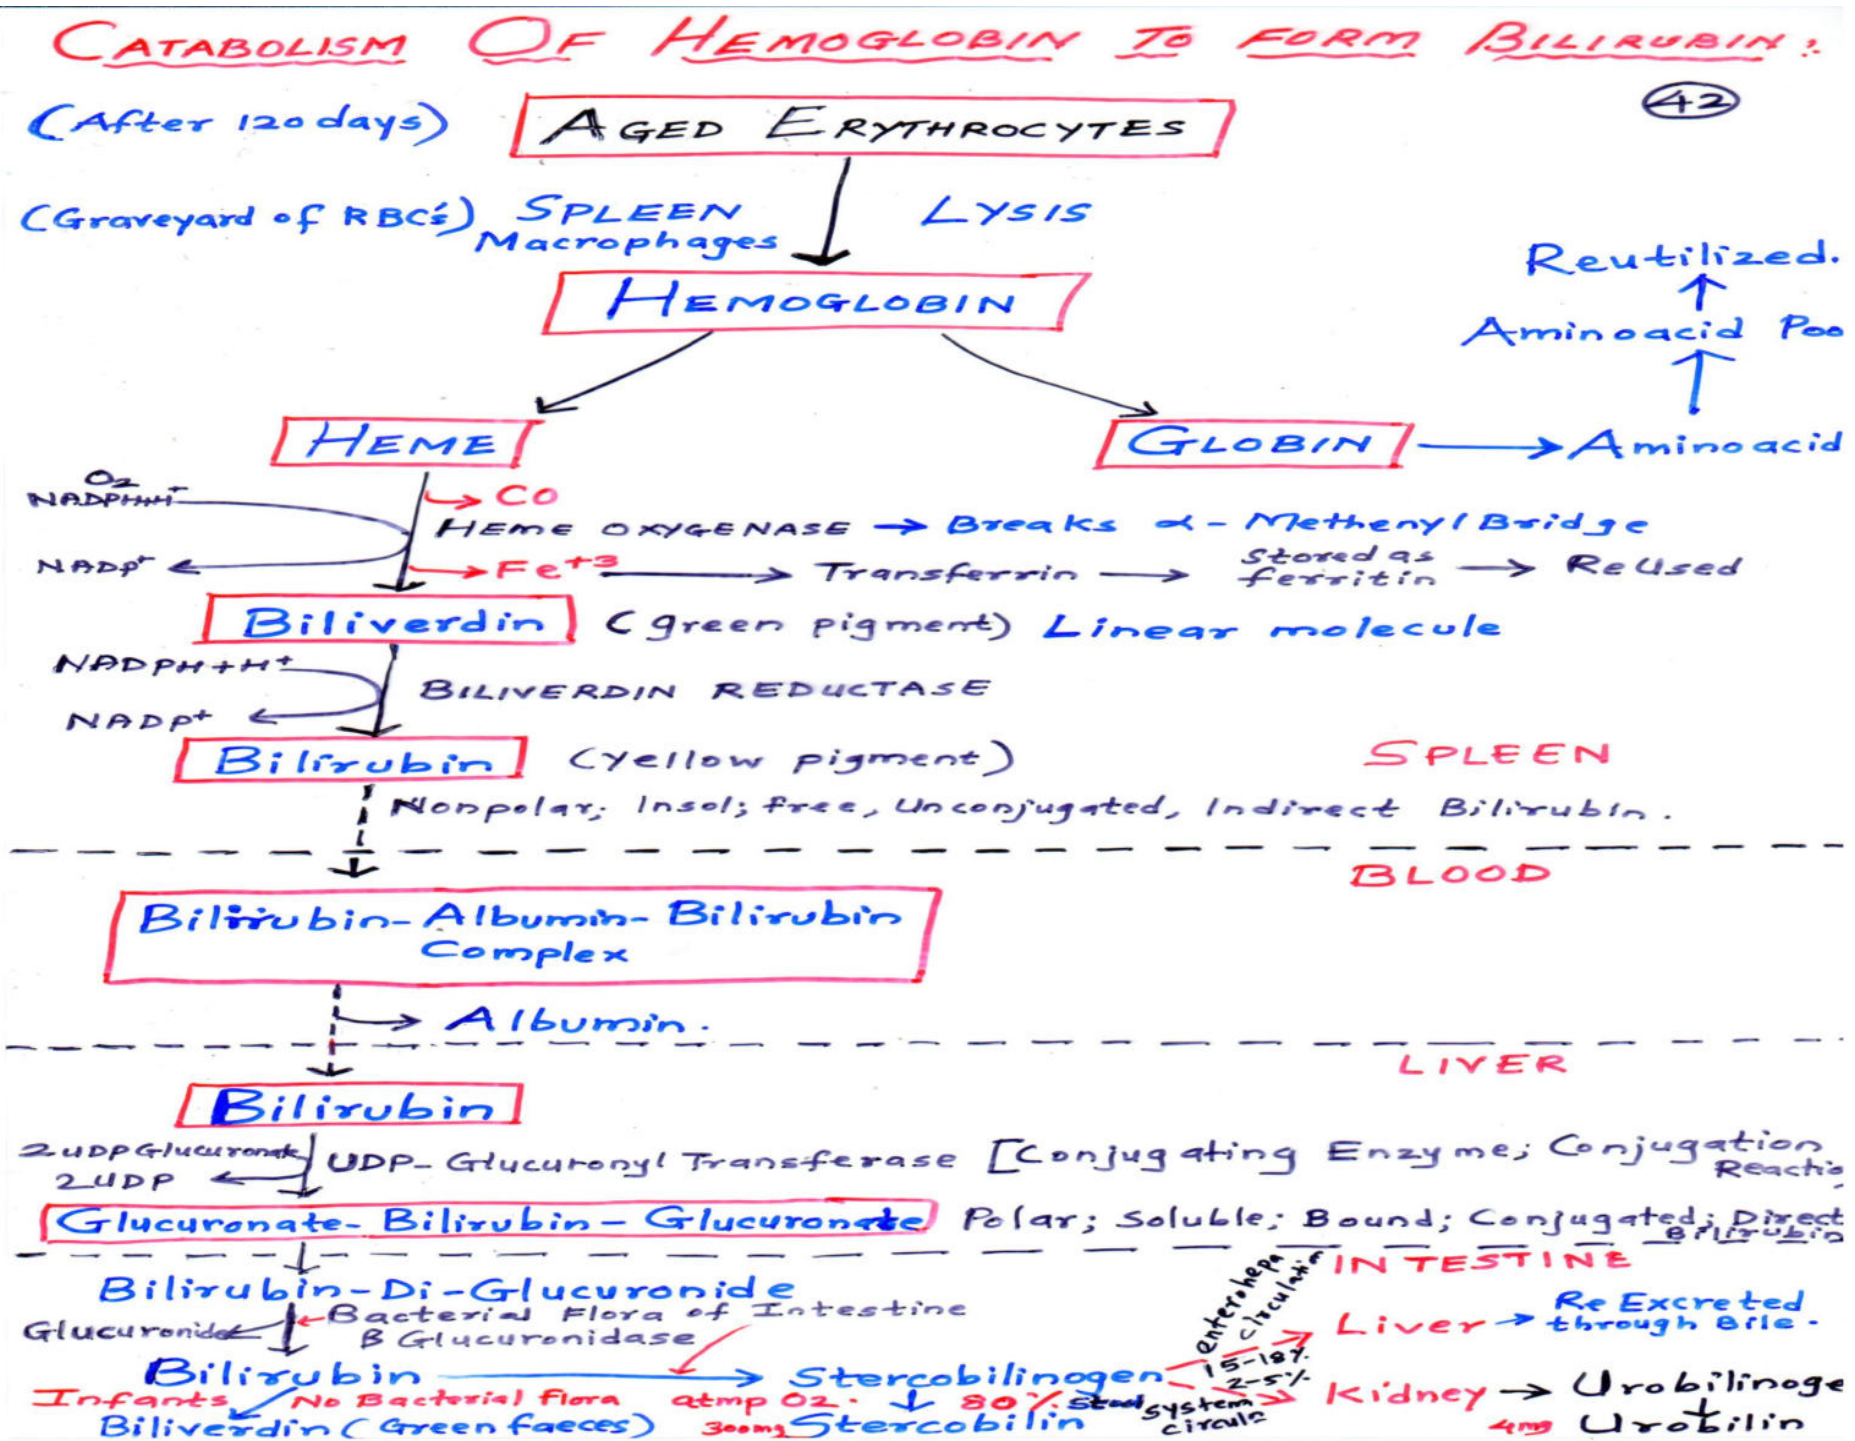 CATABOLISM OF HEMOGLOBIN TO FORM BILIRUBIN:
42
(After 120 days) AGED ERYTHROCYTES
(Graveyard of RBC's) SPLEEN LYSIS
Macrophages
Reutilized.
HEMOGLOBIN
Aminoacid Poo
HEME GLOBIN Aminoacid
O2
NADPH+H+
CO
HEME OXYGENASE → Breaks α-Methenyl Bridge
NADP+ Fe+3 → Transferrin → Stored as ferritin → ReUsed
Biliverdin (green pigment) Linear molecule
NADPH+H+
BILIVERDIN REDUCTASE
NADP+
Bilirubin (Yellow pigment) SPLEEN
Nonpolar; Insol; free, Unconjugated, Indirect Bilirubin.
BLOOD
Bilirubin-Albumin-Bilirubin
Complex
Albumin.
LIVER
Bilirubin
2UDP Glucuronate UDP-Glucuronyl Transferase [Conjugating Enzyme; Conjugation
2UDP Reactio
Glucuronate-Bilirubin-Glucuronate Polar; Soluble; Bound; Conjugated; Direct
Bilirubin
INTESTINE
Bilirubin-Di-Glucuronide
enterohepa
circulation
Glucuronide Bacterial Flora of Intestine
β Glucuronidase
Liver → Re Excreted
through Bile.
Bilirubin → Stercobilinogen 15-18%.
2-5%
Kidney → Urobilinoge
Infants No Bacterial flora atmp O2. 80% Stool
system
circuln
Biliverdin (Green faeces) 300mg Stercobilin 4mg Urobilin